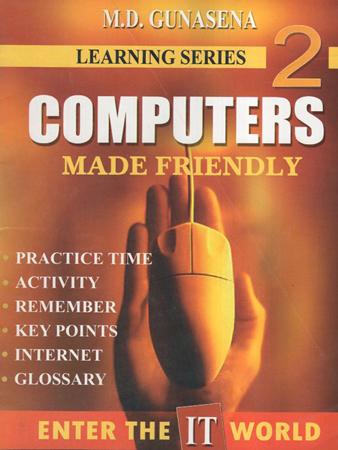 M.D. GUNASENA
LEARNING SERIES 2
COMPUTERS
MADE FRIENDLY
• PRACTICE TIME
• ACTIVITY
• REMEMBER
• KEY POINTS
• INTERNET
• GLOSSARY
ENTER THE IT WORLD